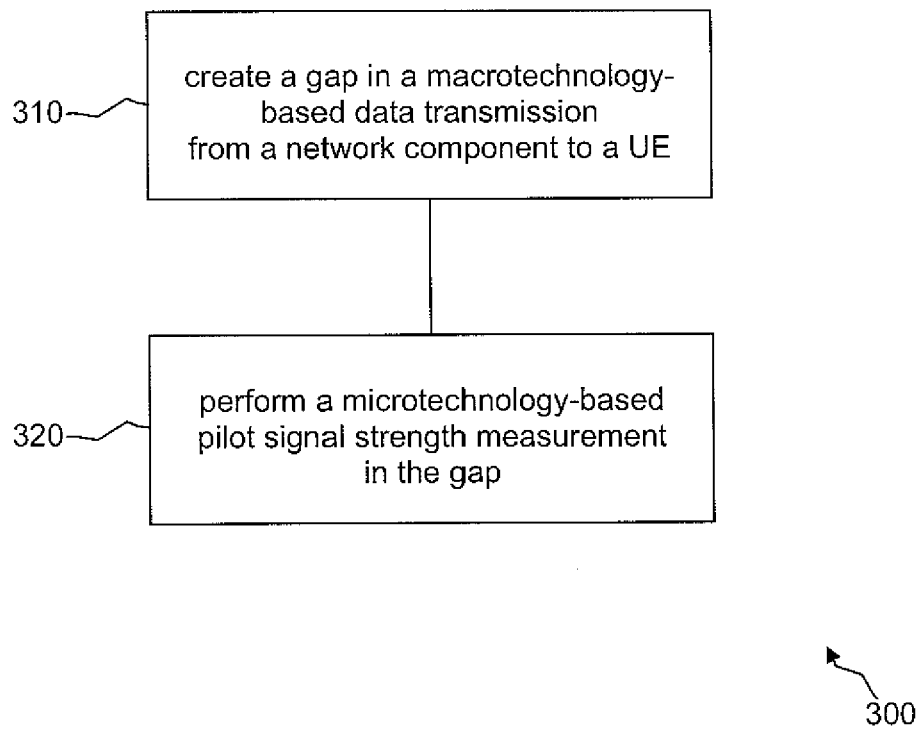 create a gap in a macrotechnology-
based data transmission
from a network component to a UE
310
perform a microtechnology-based
pilot signal strength measurement
in the gap
320
300